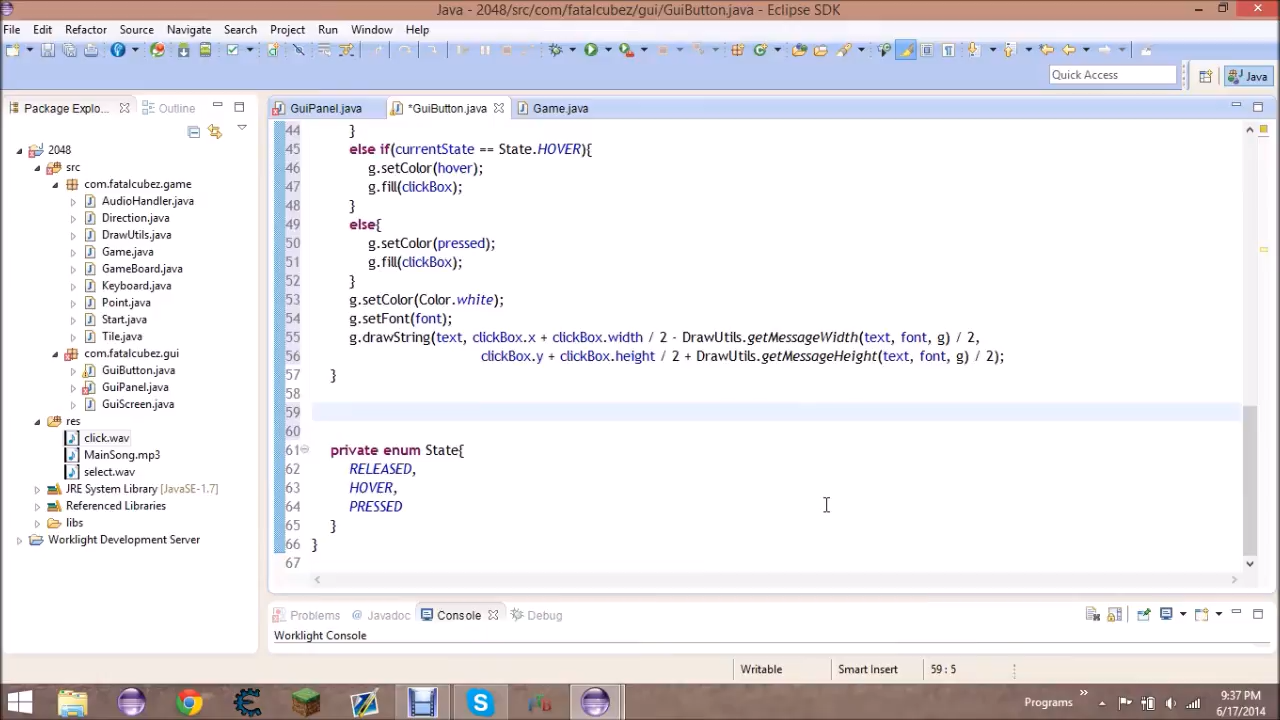 Java - 2048/src/com/fatalcubez/gui/GuiButton.java - Eclipse SDK
File Edit Refactor Source Navigate Search Project Run Window Help
Quick Access
Java
Package Explo...
Outline
GuiPanel.java
*GuiButton.java
Game.java
2048
src
com.fatalcubez.game
AudioHandler.java
Direction.java
DrawUtils.java
Game.java
GameBoard.java
Keyboard.java
Point.java
Start.java
Tile.java
com.fatalcubez.gui
GuiButton.java
GuiPanel.java
GuiScreen.java
res
click.wav
MainSong.mp3
select.wav
JRE System Library [JavaSE-1.7]
Referenced Libraries
libs
Worklight Development Server
44 }
45 else if(currentState == State.HOVER){
46 g.setColor(hover);
47 g.fill(clickBox);
48 }
49 else{
50 g.setColor(pressed);
51 g.fill(clickBox);
52 }
53 g.setColor(Color.white);
54 g.setFont(font);
55 g.drawString(text, clickBox.x + clickBox.width / 2 - DrawUtils.getMessageWidth(text, font, g) / 2,
56 clickBox.y + clickBox.height / 2 + DrawUtils.getMessageHeight(text, font, g) / 2);
57 }
58
59
60
61 private enum State{
62 RELEASED,
63 HOVER,
64 PRESSED
65 }
66 }
67
Problems
Javadoc
Console
Debug
Worklight Console
Writable
Smart Insert
59 : 5
Programs
9:37 PM
6/17/2014